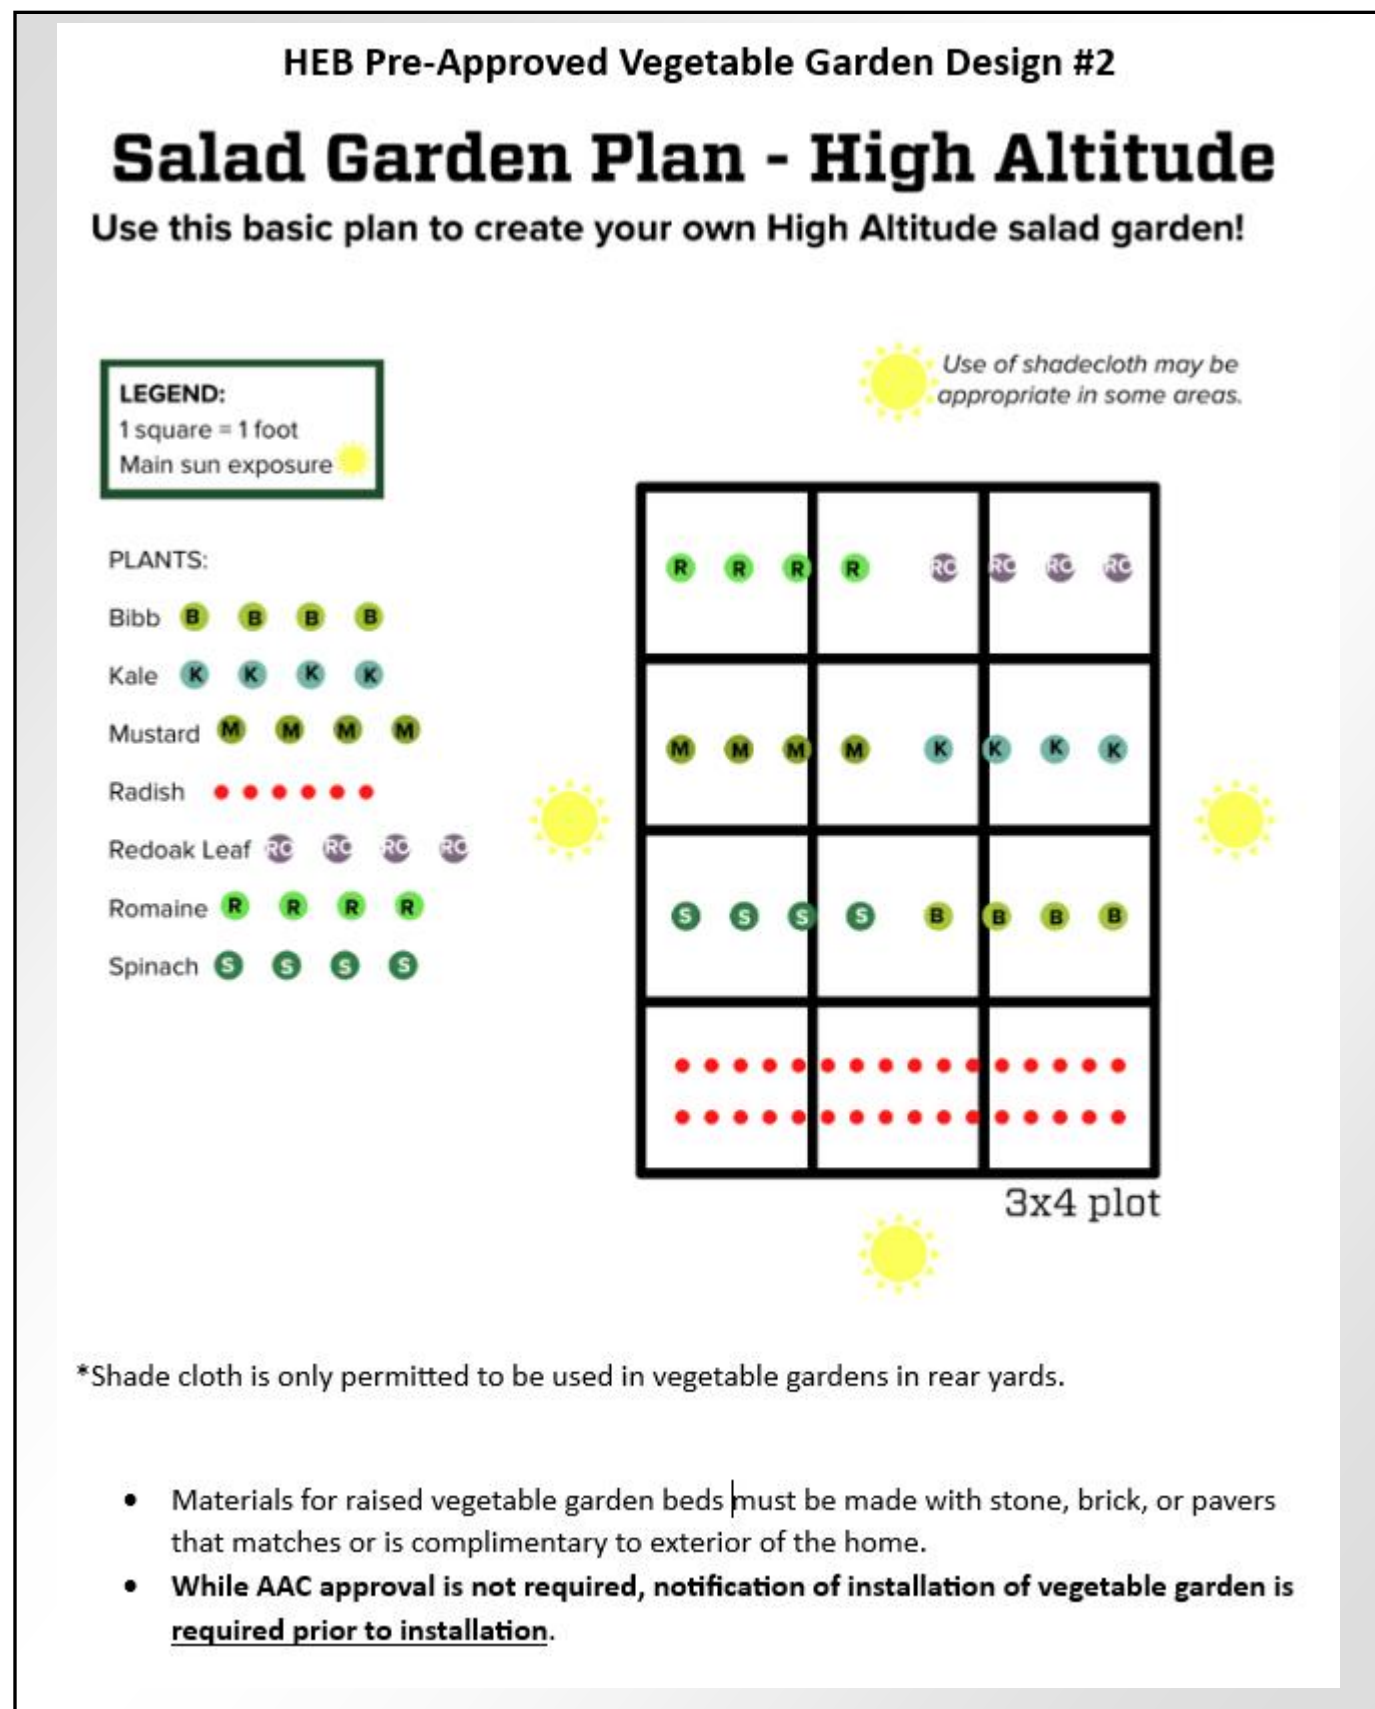 HEB Pre-Approved Vegetable Garden Design #2
Salad Garden Plan - High Altitude
Use this basic plan to create your own High Altitude salad garden!
LEGEND:
1 square = 1 foot
Main sun exposure
Use of shadecloth may be
appropriate in some areas.
PLANTS:
Bibb B B B B
Kale K K K K
Mustard M M M M
Radish
Redoak Leaf RO RO RO RO
Romaine R R R R
Spinach S S S S
R R R R RO RO RO RO
M M M M K K K K
S S S S B B B B
3x4 plot
*Shade cloth is only permitted to be used in vegetable gardens in rear yards.
• Materials for raised vegetable garden beds must be made with stone, brick, or pavers
that matches or is complimentary to exterior of the home.
• While AAC approval is not required, notification of installation of vegetable garden is
required prior to installation.